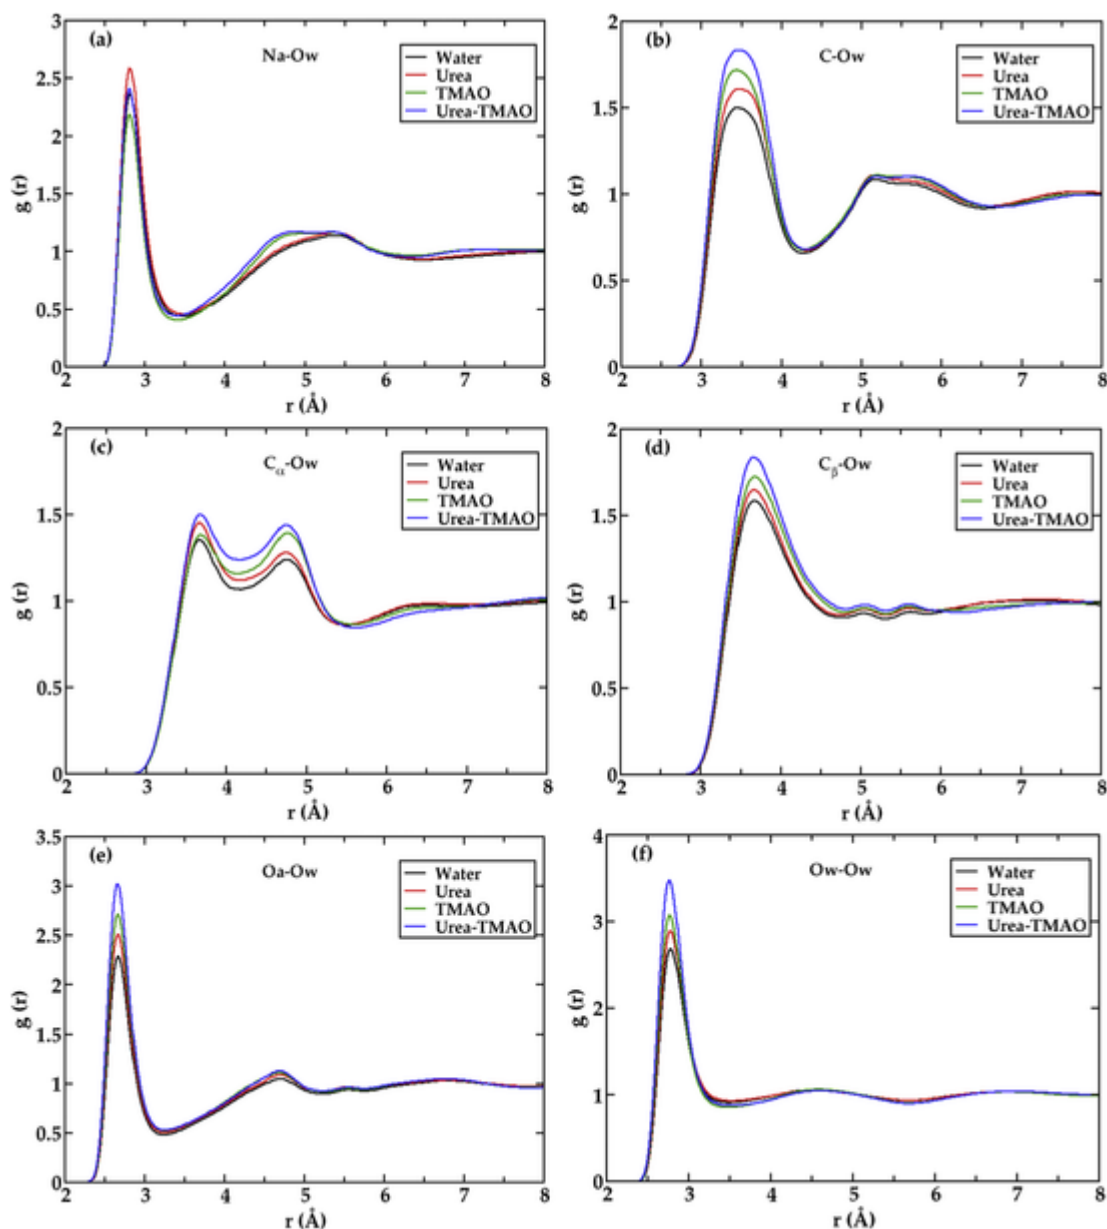 (a)
Na-Ow
Water
Urea
TMAO
Urea-TMAO
g (r)
3
2.5
2
1.5
1
0.5
0
2 3 4 5 6 7 8
r (Å)
(b)
C-Ow
Water
Urea
TMAO
Urea-TMAO
g (r)
2
1.5
1
0.5
0
2 3 4 5 6 7 8
r (Å)
(c)
Cα-Ow
Water
Urea
TMAO
Urea-TMAO
g (r)
2
1.5
1
0.5
0
2 3 4 5 6 7 8
r (Å)
(d)
Cβ-Ow
Water
Urea
TMAO
Urea-TMAO
g (r)
2
1.5
1
0.5
0
2 3 4 5 6 7 8
r (Å)
(e)
Oa-Ow
Water
Urea
TMAO
Urea-TMAO
g (r)
3.5
3
2.5
2
1.5
1
0.5
0
2 3 4 5 6 7 8
r (Å)
(f)
Ow-Ow
Water
Urea
TMAO
Urea-TMAO
g (r)
4
3
2
1
0
2 3 4 5 6 7 8
r (Å)